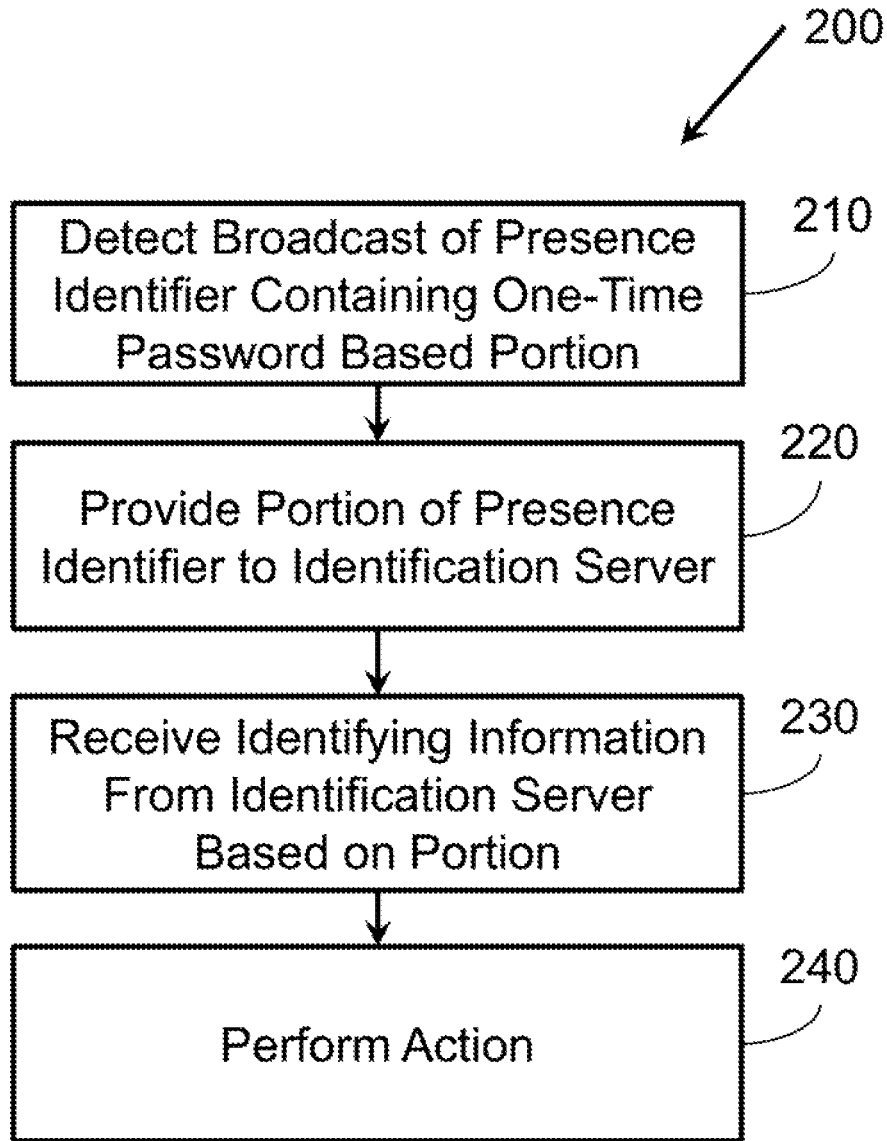 200
210
Detect Broadcast of Presence
Identifier Containing One-Time
Password Based Portion
220
Provide Portion of Presence
Identifier to Identification Server
230
Receive Identifying Information
From Identification Server
Based on Portion
240
Perform Action